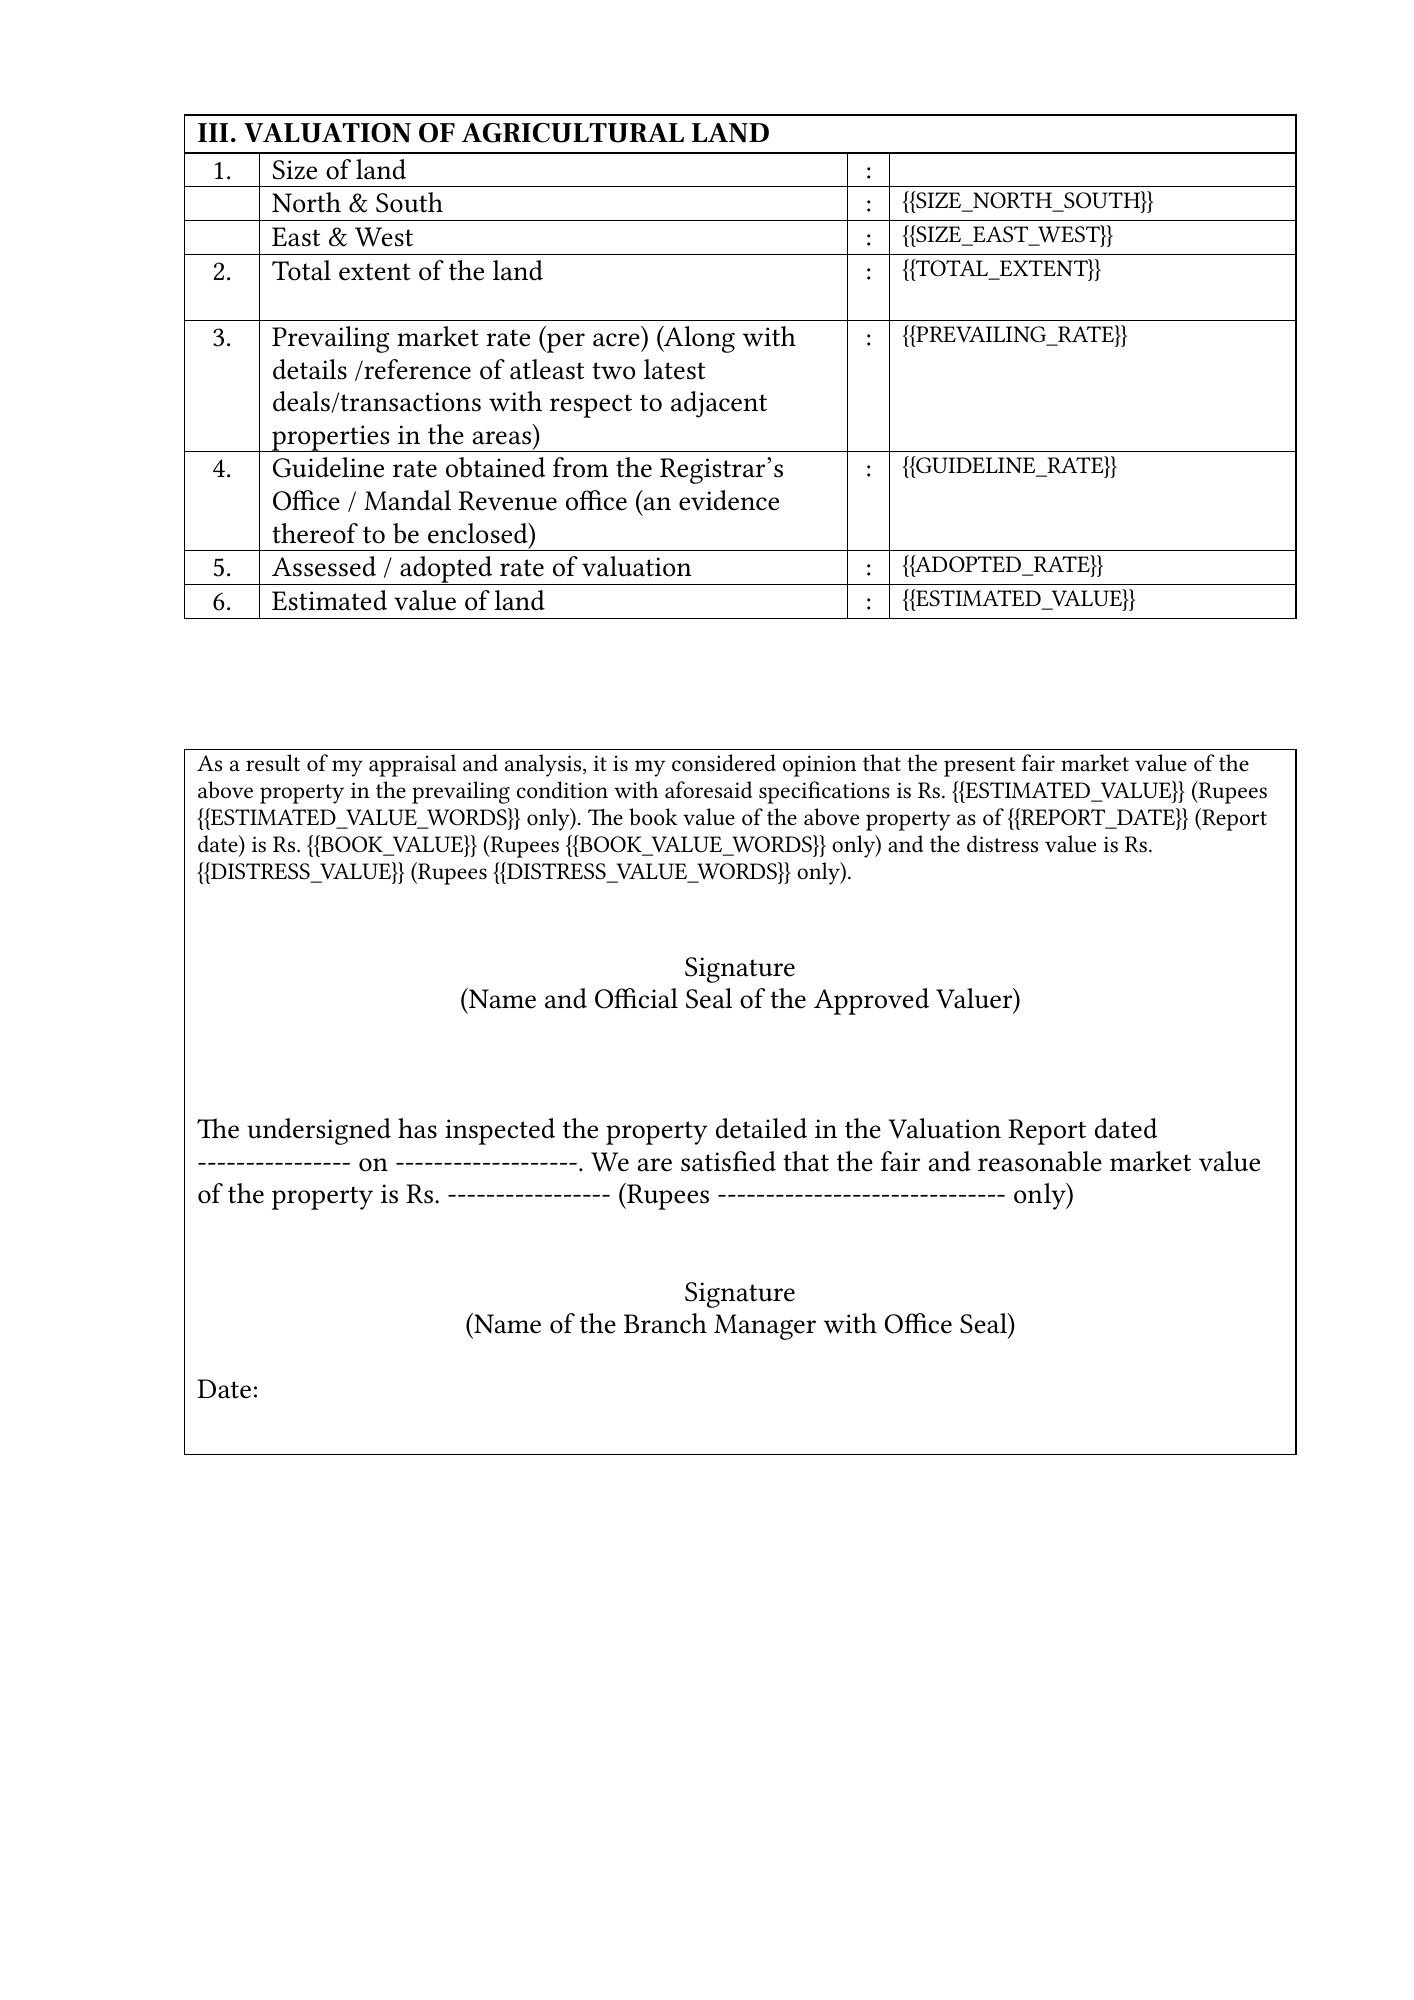 III. VALUATION OF AGRICULTURAL LAND
1. Size of land :
North & South : {{SIZE_NORTH_SOUTH}}
East & West : {{SIZE_EAST_WEST}}
2. Total extent of the land : {{TOTAL_EXTENT}}
3. Prevailing market rate (per acre) (Along with : {{PREVAILING_RATE}}
details /reference of atleast two latest
deals/transactions with respect to adjacent
properties in the areas)
4. Guideline rate obtained from the Registrar’s : {{GUIDELINE_RATE}}
Office / Mandal Revenue office (an evidence
thereof to be enclosed)
5. Assessed / adopted rate of valuation : {{ADOPTED_RATE}}
6. Estimated value of land : {{ESTIMATED_VALUE}}
As a result of my appraisal and analysis, it is my considered opinion that the present fair market value of the
above property in the prevailing condition with aforesaid specifications is Rs. {{ESTIMATED_VALUE}} (Rupees
{{ESTIMATED_VALUE_WORDS}} only). The book value of the above property as of {{REPORT_DATE}} (Report
date) is Rs. {{BOOK_VALUE}} (Rupees {{BOOK_VALUE_WORDS}} only) and the distress value is Rs.
{{DISTRESS_VALUE}} (Rupees {{DISTRESS_VALUE_WORDS}} only).
Signature
(Name and Official Seal of the Approved Valuer)
The undersigned has inspected the property detailed in the Valuation Report dated
---------------- on -------------------. We are satisfied that the fair and reasonable market value
of the property is Rs. ----------------- (Rupees ------------------------------ only)
Signature
(Name of the Branch Manager with Office Seal)
Date: